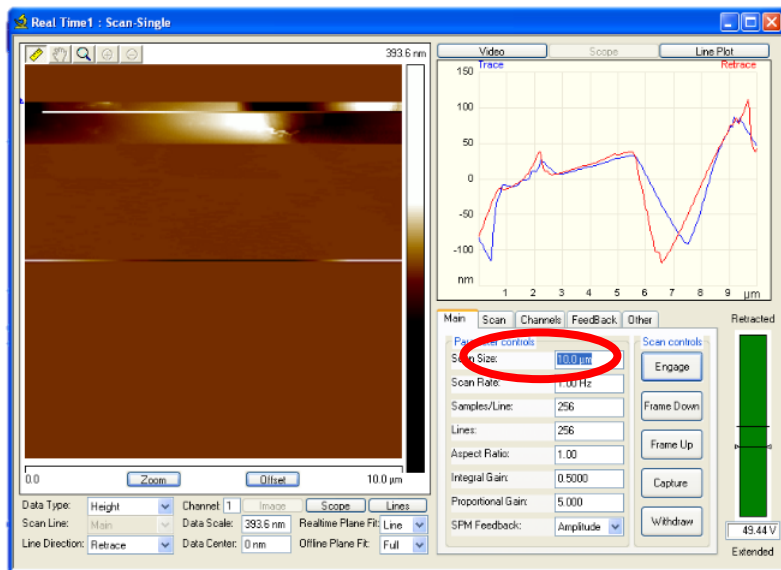 Real Time1 : Scan-Single
393.6 nm
Video Scope Line Plot
Trace Retrace
150
100
50
0
-50
-100
nm
1 2 3 4 5 6 7 8 9 µm
0.0 Zoom Offset 10.0 µm
Main Scan Channels FeedBack Other
Parameter controls
Scan Size: 10.0 µm
Scan Rate: 1.00 Hz
Samples/Line: 256
Lines: 256
Aspect Ratio: 1.00
Integral Gain: 0.5000
Proportional Gain: 5.000
SPM Feedback: Amplitude
Scan controls
Engage
Frame Down
Frame Up
Capture
Withdraw
Retracted
49.44 V
Extended
Data Type: Height Channel: 1 Image Scope Lines
Scan Line: Main Data Scale: 393.6 nm Realtime Plane Fit: Line
Line Direction: Retrace Data Center: 0 nm Offline Plane Fit: Full